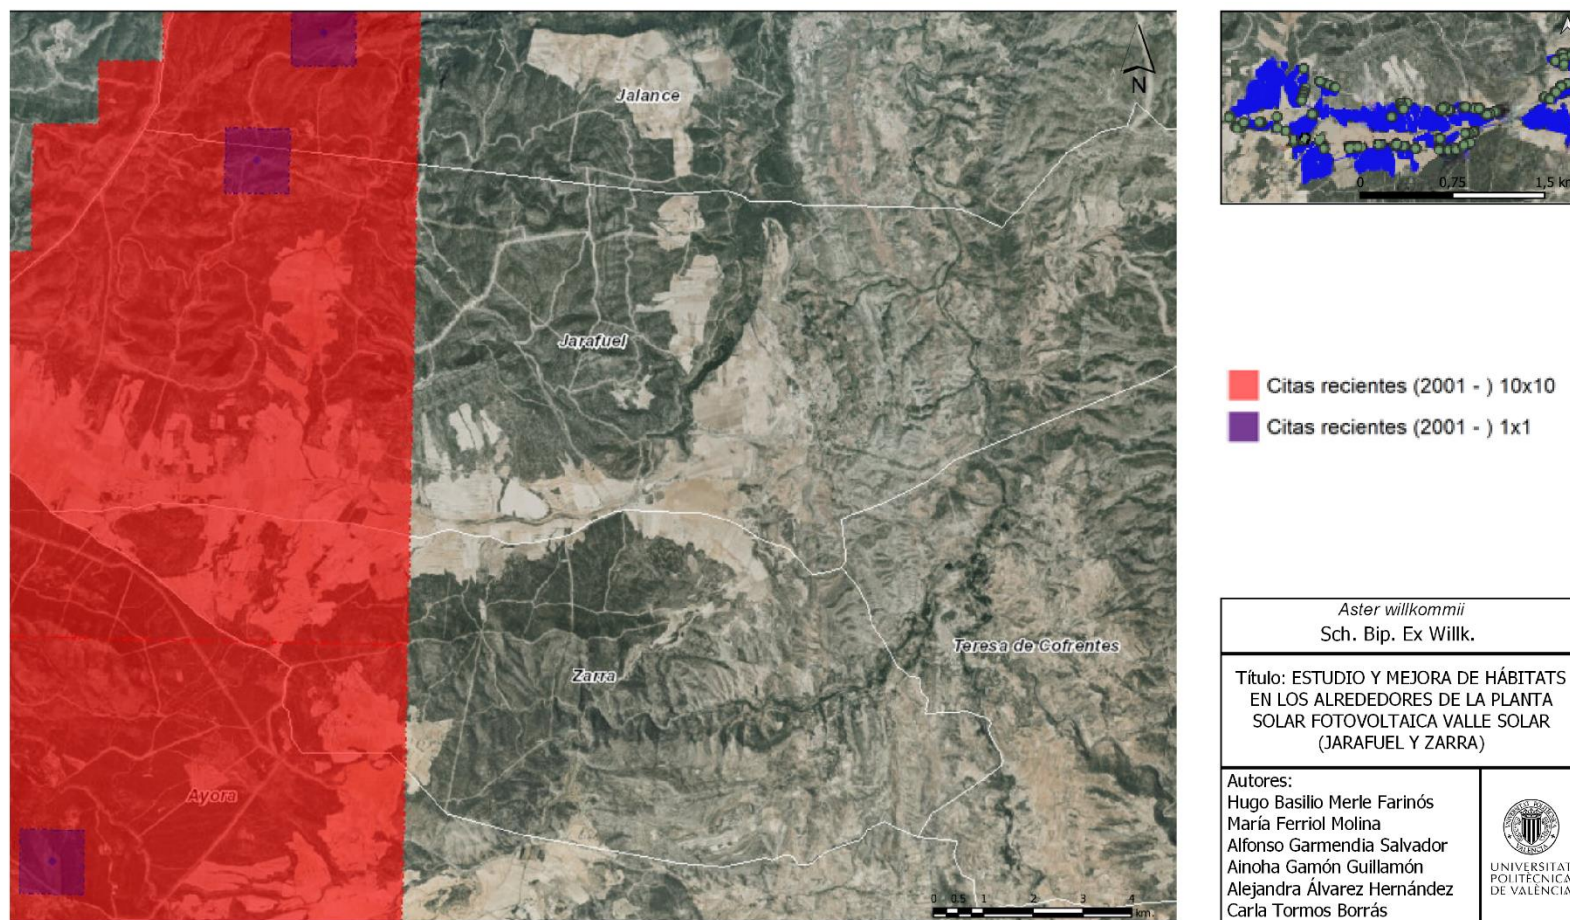 Jalance
N
Jarafuel
Zarra
Teresa de Cofrentes
Ayora
0 0.5 1 2 3 4
km
0 0,75 1,5 km
Citas recientes (2001 - ) 10x10
Citas recientes (2001 - ) 1x1
Aster willkommii
Sch. Bip. Ex Willk.
Título: ESTUDIO Y MEJORA DE HÁBITATS
EN LOS ALREDEDORES DE LA PLANTA
SOLAR FOTOVOLTAICA VALLE SOLAR
(JARAFUEL Y ZARRA)
Autores:
Hugo Basilio Merle Farinós
María Ferriol Molina
Alfonso Garmendia Salvador
Ainoha Gamón Guillamón
Alejandra Álvarez Hernández
Carla Tormos Borrás
UNIVERSITAT
POLITÈCNICA
DE VALÈNCIA